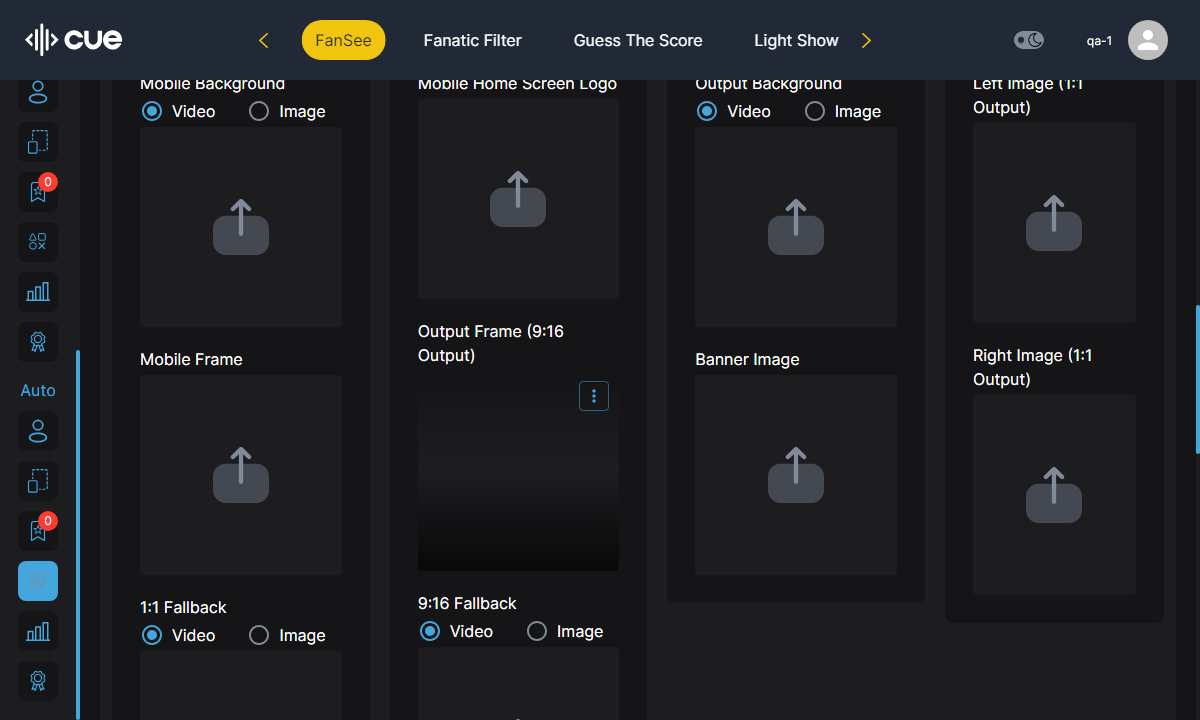 cue
FanSee
Fanatic Filter
Guess The Score
Light Show
qa-1
0
Auto
0
Mobile Background
Video
Image
Mobile Frame
1:1 Fallback
Video
Image
Mobile Home Screen Logo
Output Frame (9:16
Output)
9:16 Fallback
Video
Image
Output Background
Video
Image
Banner Image
Left Image (1:1
Output)
Right Image (1:1
Output)